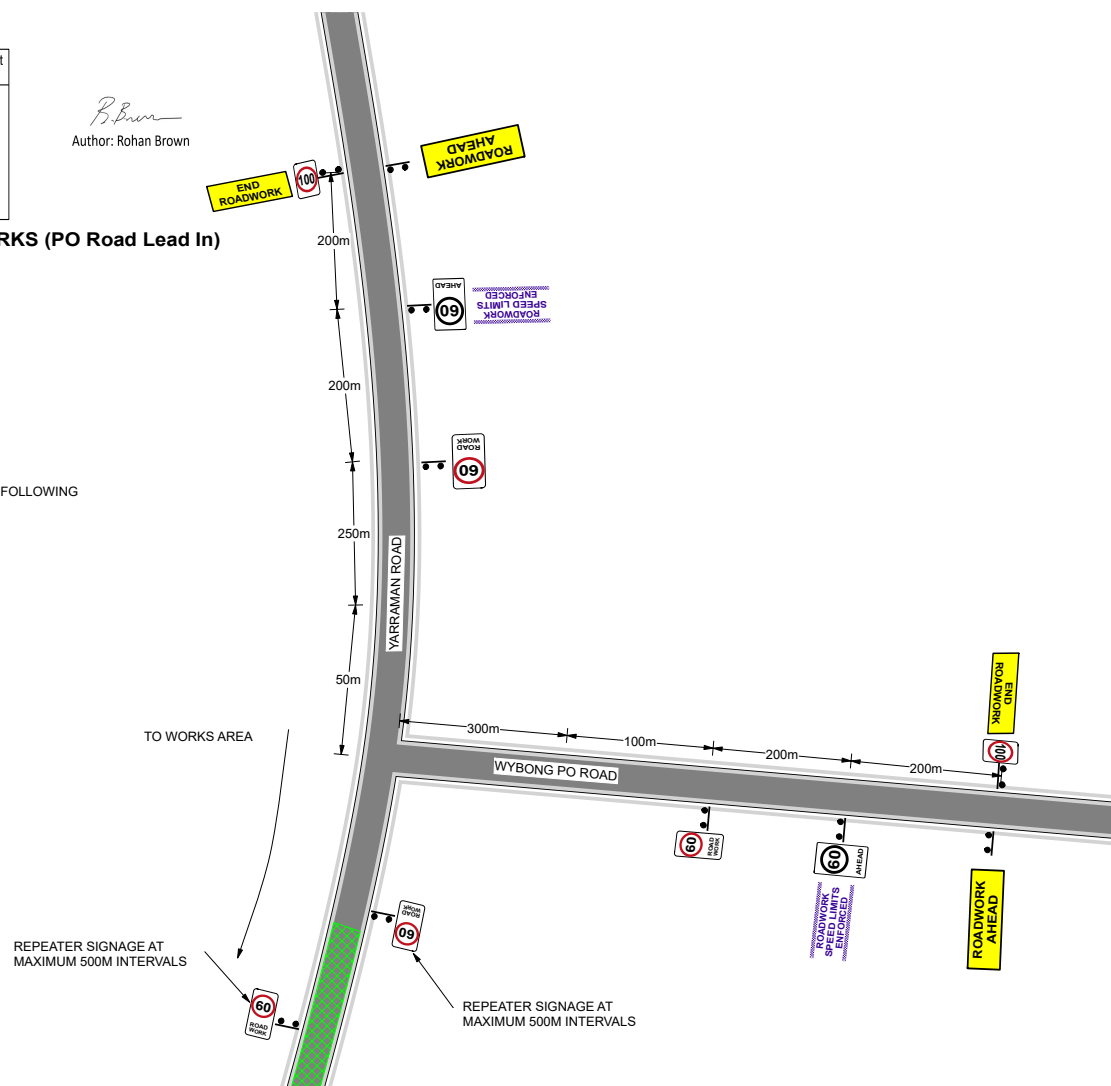 t
Author: Rohan Brown
ROADWORK
AHEAD
END
ROADWORK
100
RKS (PO Road Lead In)
200m
60
AHEAD
ROADWORK
SPEED LIMITS
ENFORCED
200m
60
ROAD
WORK
FOLLOWING
250m
YARRAMAN ROAD
50m
END
ROADWORK
100
TO WORKS AREA
300m
100m
200m
200m
WYBONG PO ROAD
60
ROAD
WORK
60
AHEAD
ROADWORK
SPEED LIMITS
ENFORCED
ROADWORK
AHEAD
60
ROAD
WORK
REPEATER SIGNAGE AT
MAXIMUM 500M INTERVALS
60
ROAD
WORK
REPEATER SIGNAGE AT
MAXIMUM 500M INTERVALS